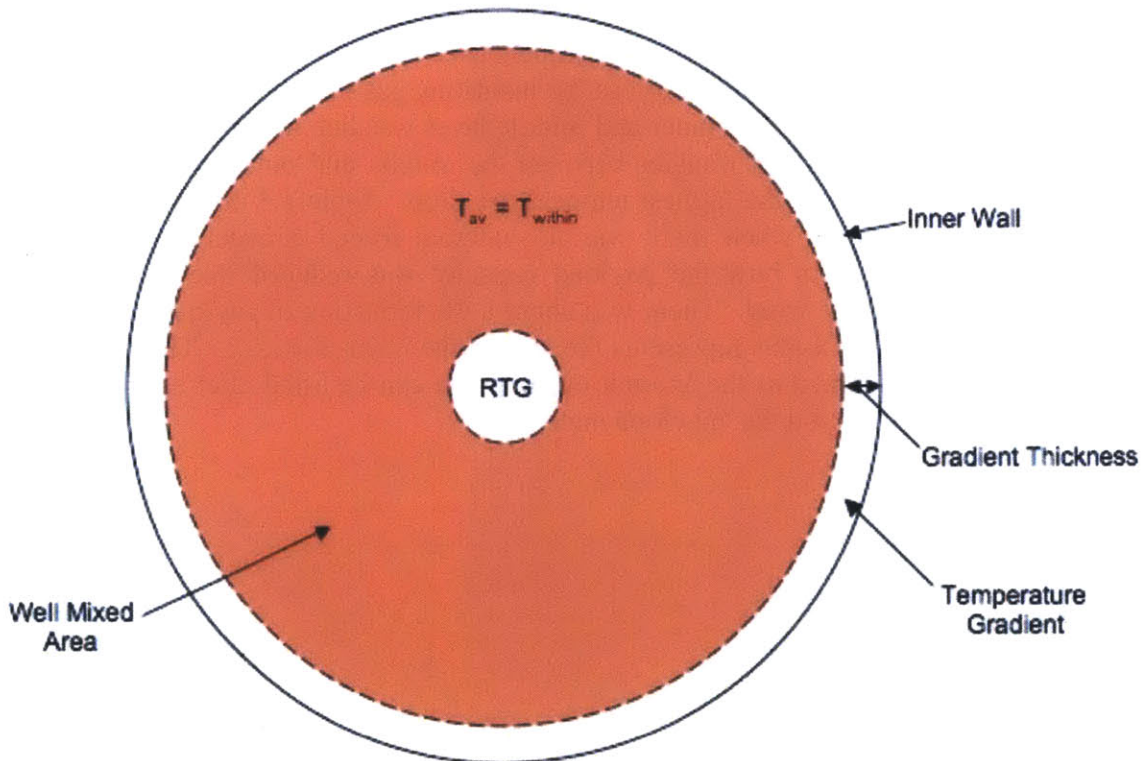 T_av = T_within
Inner Wall
RTG
Gradient Thickness
Well Mixed
Area
Temperature
Gradient